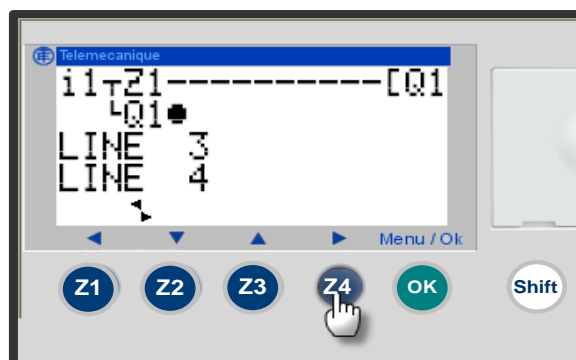 Telemecanique
i1┬Z1----------[Q1
└Q1●
LINE 3
LINE 4
◀ ▼ ▲ ▶ Menu / Ok
Z1 Z2 Z3 Z4 OK Shift